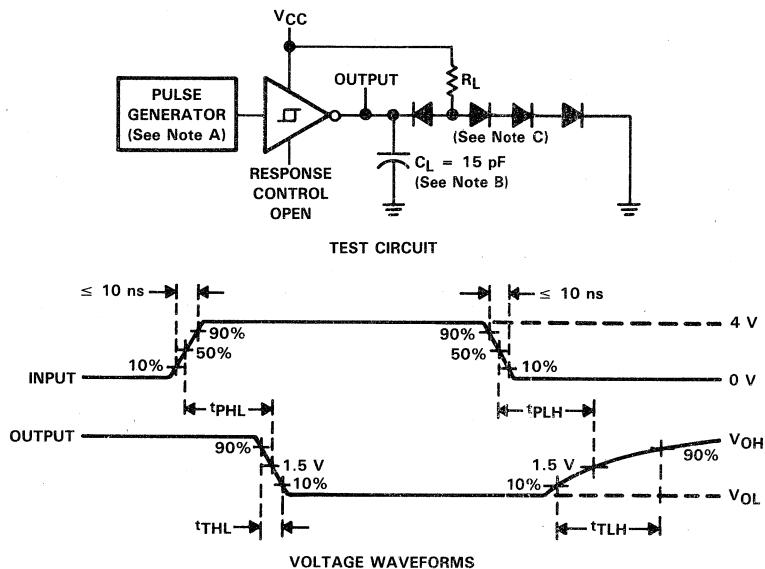 VCC
PULSE
GENERATOR
(See Note A)
OUTPUT
RL
(See Note C)
CL = 15 pF
(See Note B)
RESPONSE
CONTROL
OPEN
TEST CIRCUIT
≤ 10 ns
≤ 10 ns
90%
50%
10%
90%
50%
10%
4 V
0 V
INPUT
tPHL
tPLH
OUTPUT
90%
1.5 V
10%
1.5 V
10%
90%
VOH
VOL
tTHL
tTLH
VOLTAGE WAVEFORMS